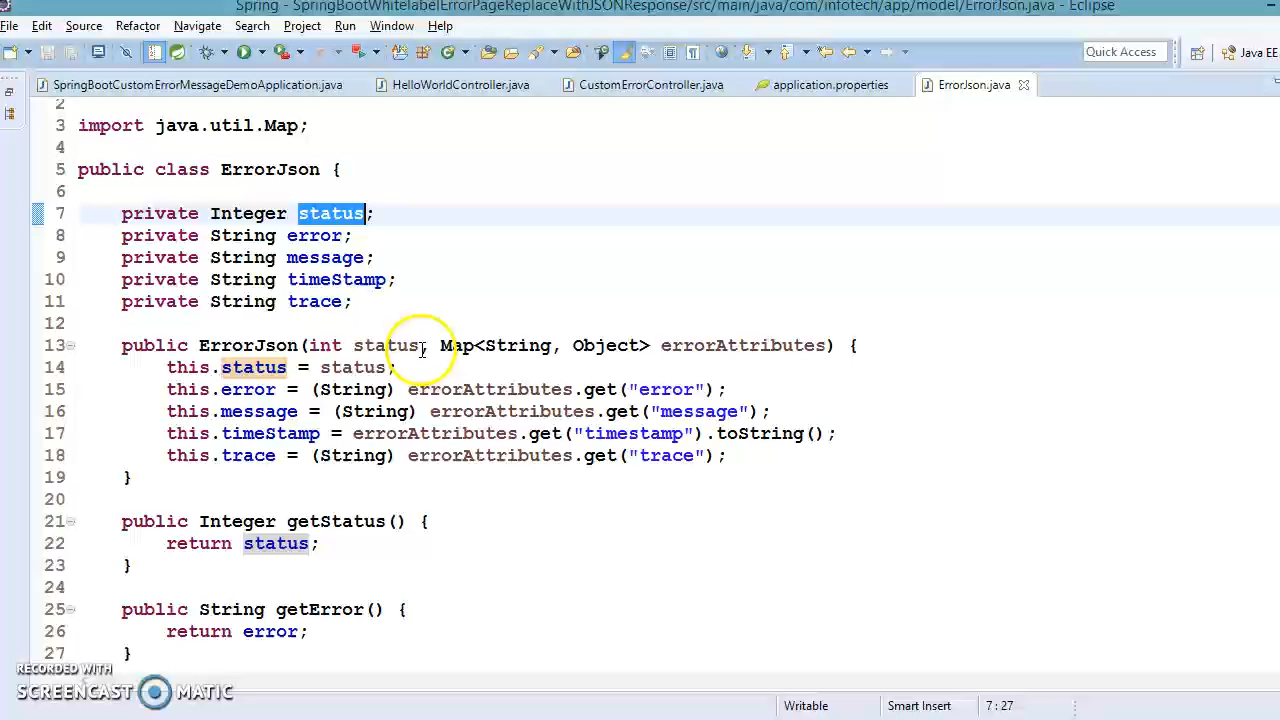 Spring - SpringBootWhitelabelErrorPageReplaceWithJSONResponse/src/main/java/com/infotech/app/model/ErrorJson.java - Eclipse
File Edit Source Refactor Navigate Search Project Run Window Help
Quick Access Java EE
SpringBootCustomErrorMessageDemoApplication.java HelloWorldController.java CustomErrorController.java application.properties ErrorJson.java
2
3 import java.util.Map;
4
5 public class ErrorJson {
6
7 private Integer status;
8 private String error;
9 private String message;
10 private String timeStamp;
11 private String trace;
12
13 public ErrorJson(int status, Map<String, Object> errorAttributes) {
14 this.status = status;
15 this.error = (String) errorAttributes.get("error");
16 this.message = (String) errorAttributes.get("message");
17 this.timeStamp = errorAttributes.get("timestamp").toString();
18 this.trace = (String) errorAttributes.get("trace");
19 }
20
21 public Integer getStatus() {
22 return status;
23 }
24
25 public String getError() {
26 return error;
27 }
RECORDED WITH
SCREENCAST MATIC
Writable Smart Insert 7 : 27